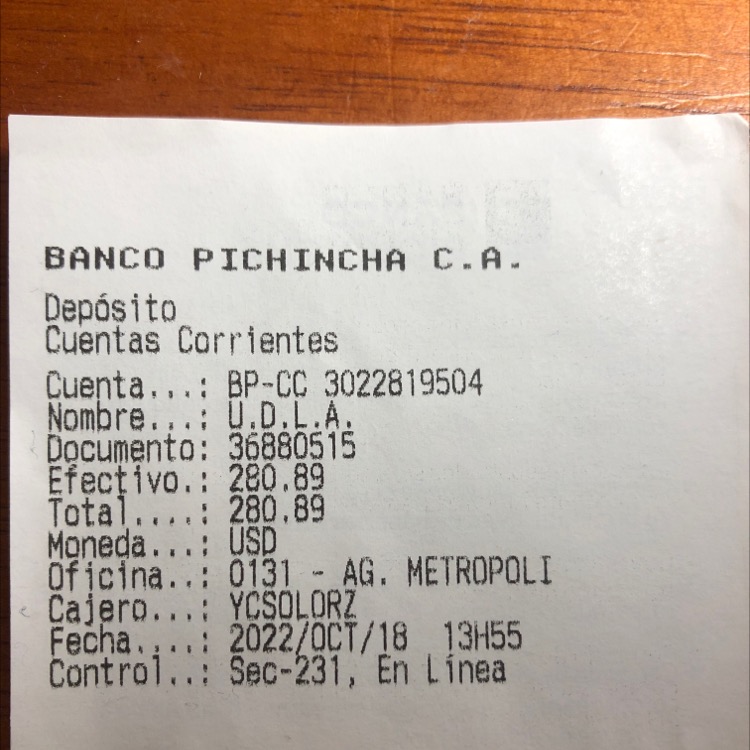 BANCO PICHINCHA C.A.
Depósito
Cuentas Corrientes
Cuenta...: BP-CC 3022819504
Nombre...: U.D.L.A.
Documento: 36880515
Efectivo.: 280.89
Total....: 280.89
Moneda...: USD
Oficina..: 0131 - AG. METROPOLI
Cajero...: YCSOLORZ
Fecha....: 2022/OCT/18 13H55
Control..: Sec-231, En Línea